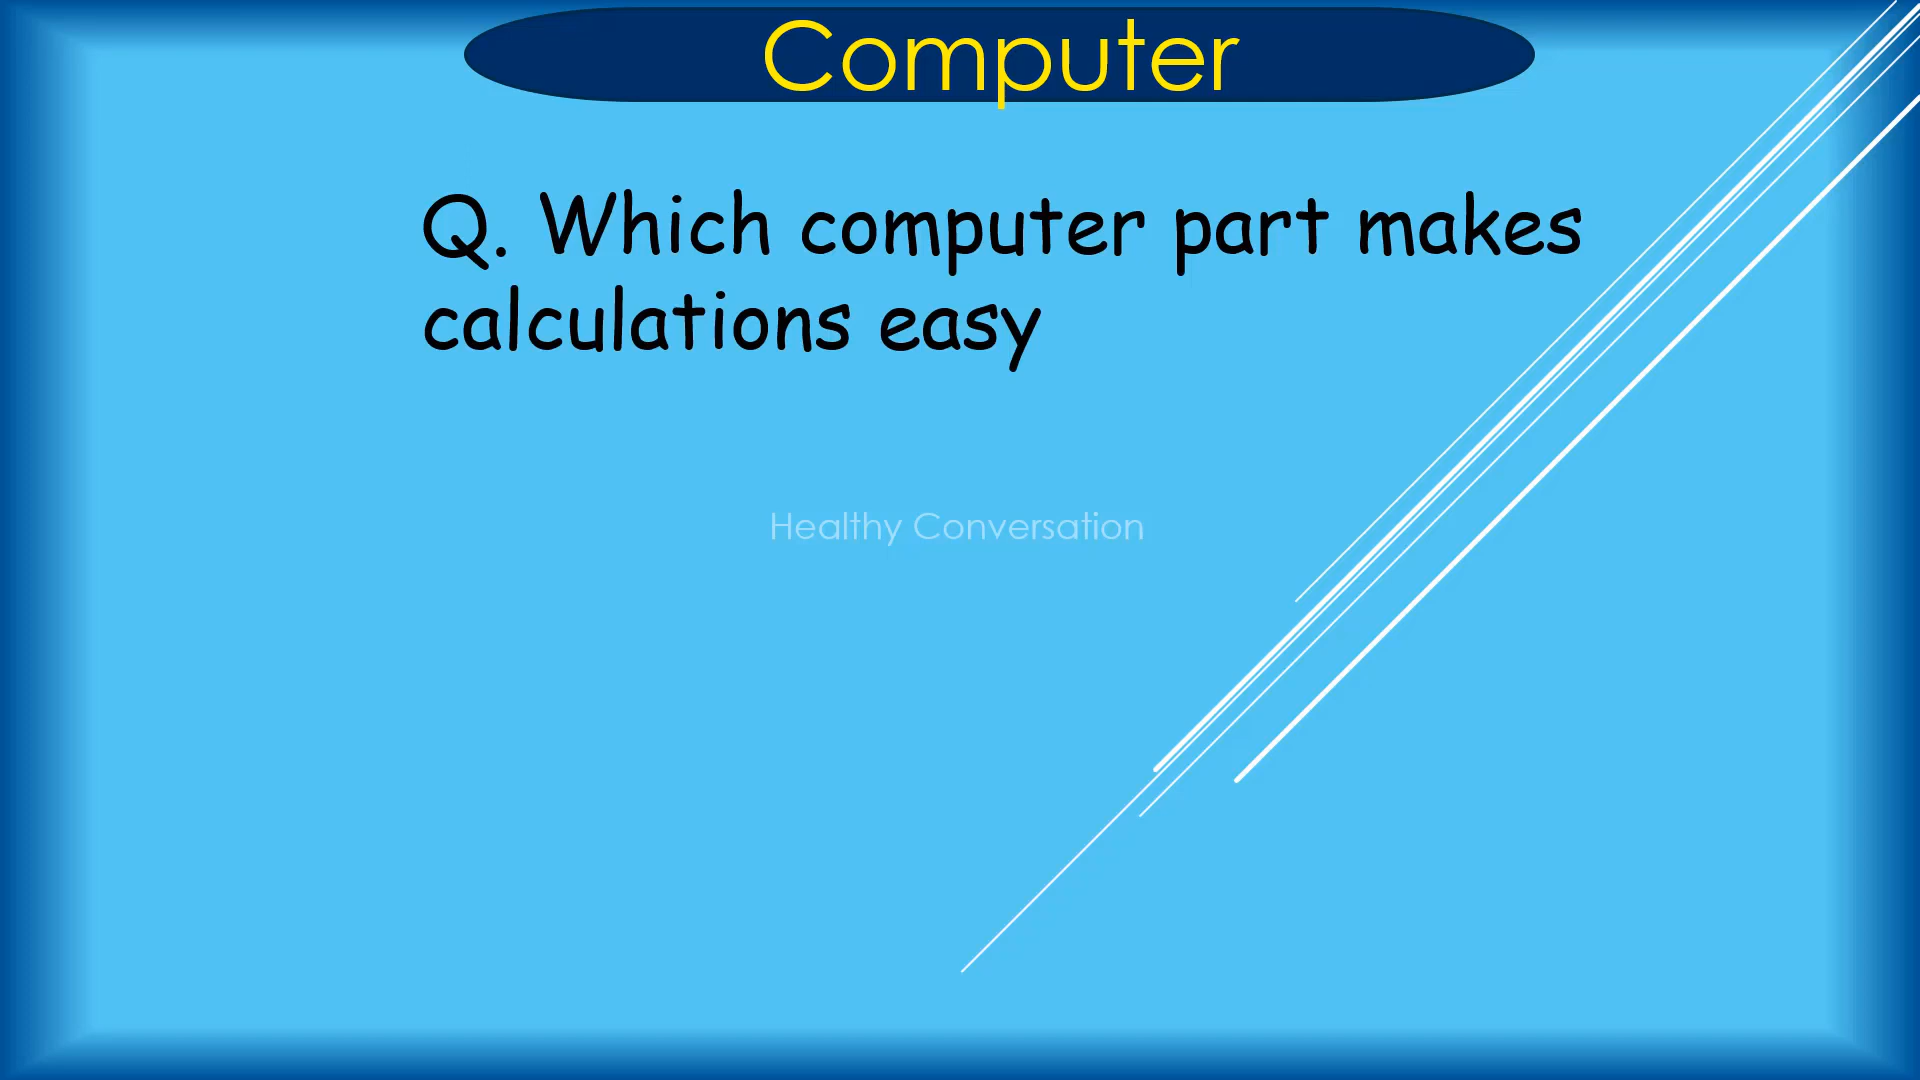 Computer
Q. Which computer part makes
calculations easy
Healthy Conversation